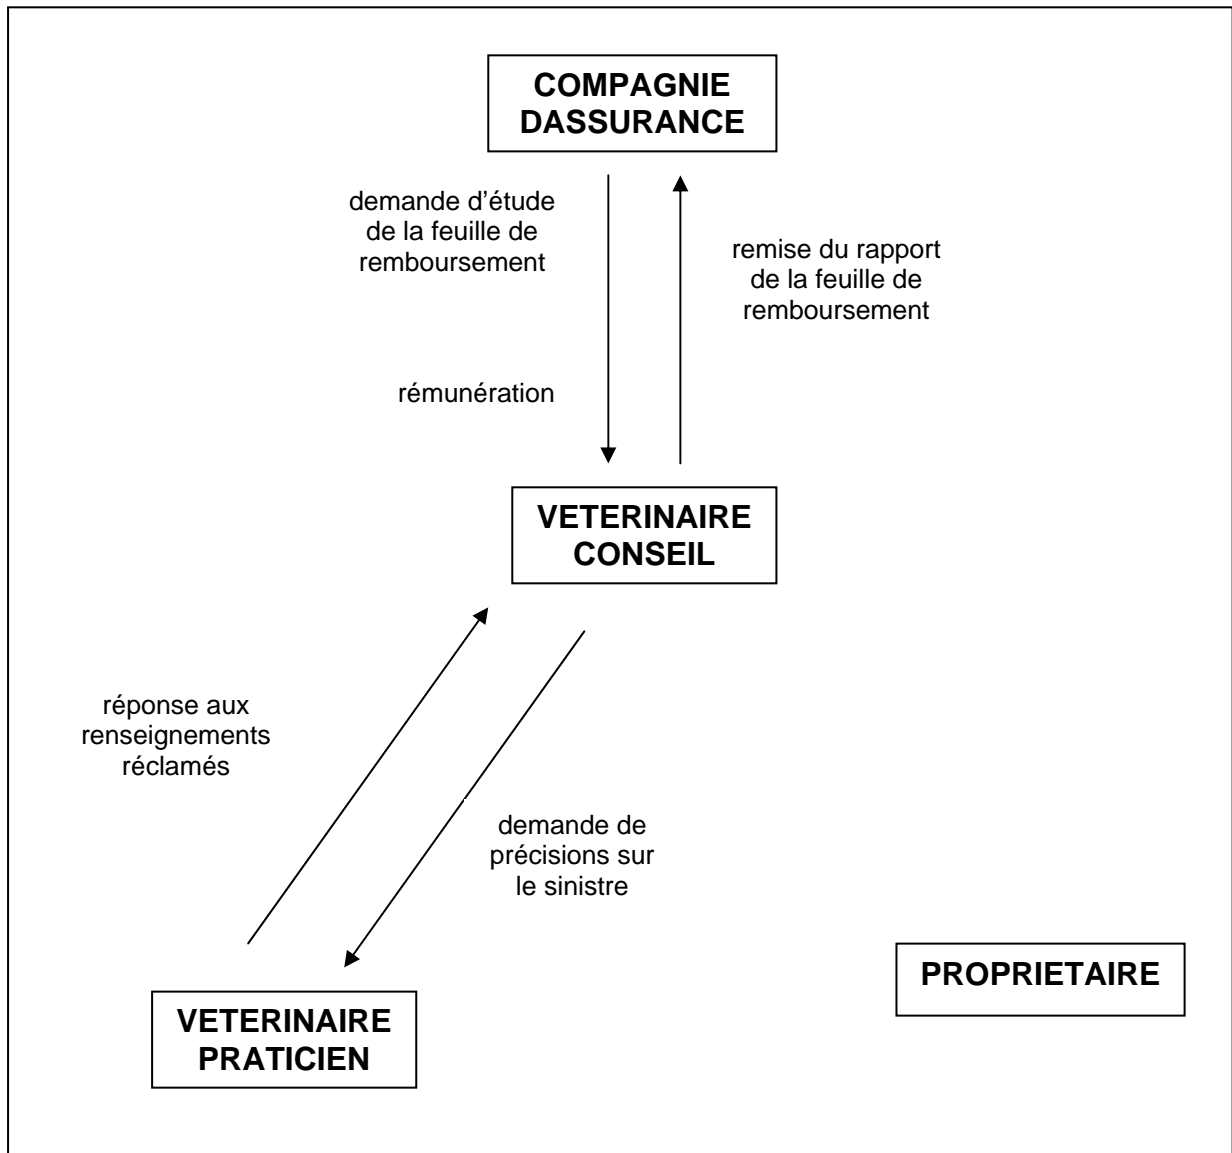 COMPAGNIE
DASSURANCE
demande d’étude
de la feuille de
remboursement
remise du rapport
de la feuille de
remboursement
rémunération
VETERINAIRE
CONSEIL
réponse aux
renseignements
réclamés
demande de
précisions sur
le sinistre
PROPRIETAIRE
VETERINAIRE
PRATICIEN